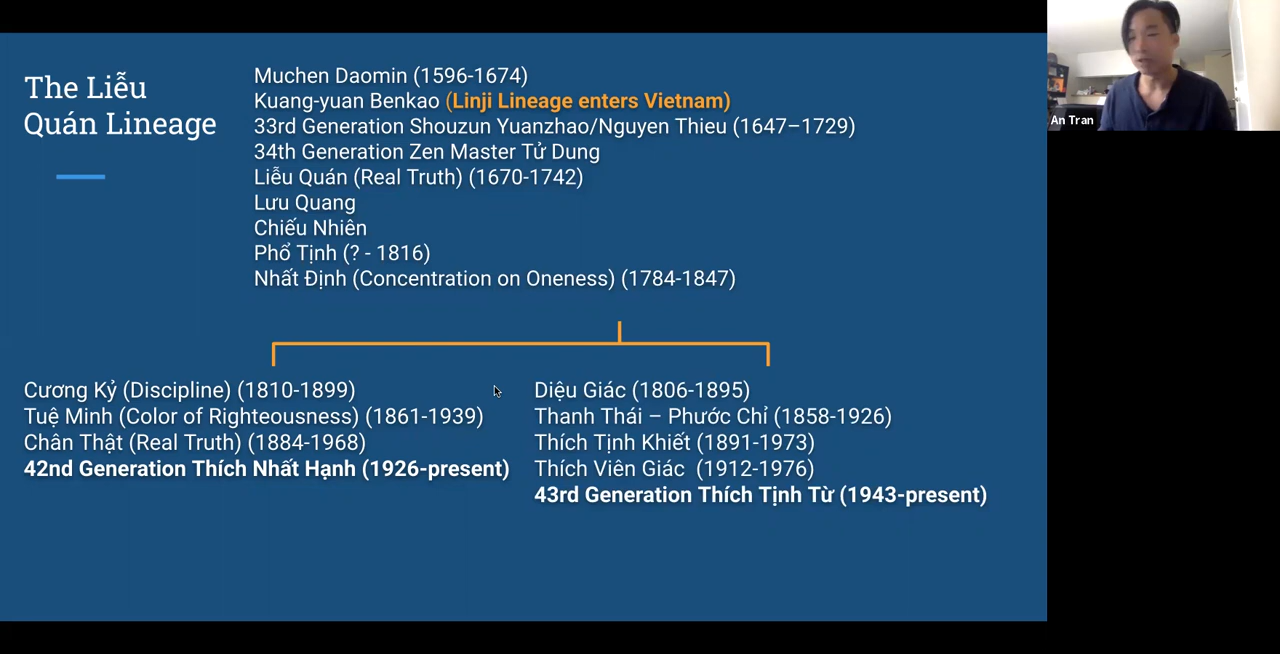 The Liễu
Quán Lineage
Muchen Daomin (1596-1674)
Kuang-yuan Benkao (Linji Lineage enters Vietnam)
33rd Generation Shouzun Yuanzhao/Nguyen Thieu (1647–1729)
34th Generation Zen Master Tử Dung
Liễu Quán (Real Truth) (1670-1742)
Lưu Quang
Chiếu Nhiên
Phổ Tịnh (? - 1816)
Nhất Định (Concentration on Oneness) (1784-1847)
Cương Kỷ (Discipline) (1810-1899)
Tuệ Minh (Color of Righteousness) (1861-1939)
Chân Thật (Real Truth) (1884-1968)
42nd Generation Thích Nhất Hạnh (1926-present)
Diệu Giác (1806-1895)
Thanh Thái – Phước Chỉ (1858-1926)
Thích Tịnh Khiết (1891-1973)
Thích Viên Giác (1912-1976)
43rd Generation Thích Tịnh Từ (1943-present)
An Tran